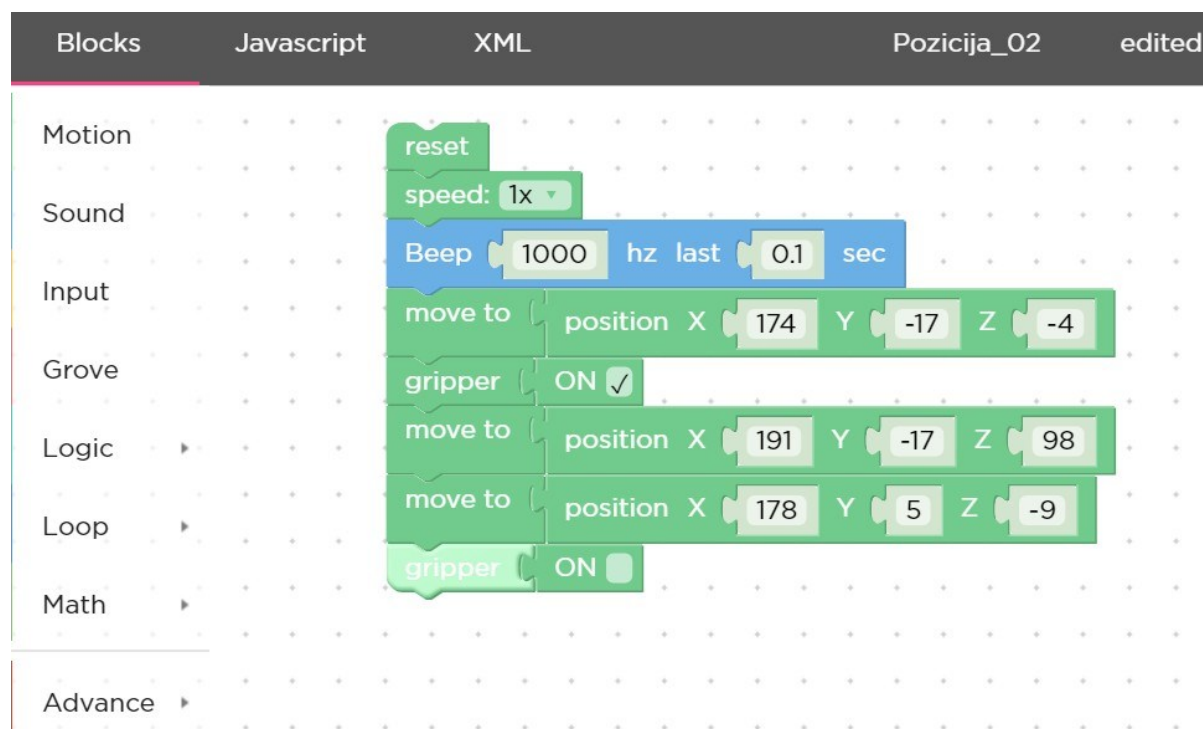 Blocks Javascript XML Pozicija_02 edited
Motion
Sound
Input
Grove
Logic
Loop
Math
Advance
reset
speed: 1x
Beep 1000 hz last 0.1 sec
move to position X 174 Y -17 Z -4
gripper ON ✓
move to position X 191 Y -17 Z 98
move to position X 178 Y 5 Z -9
gripper ON